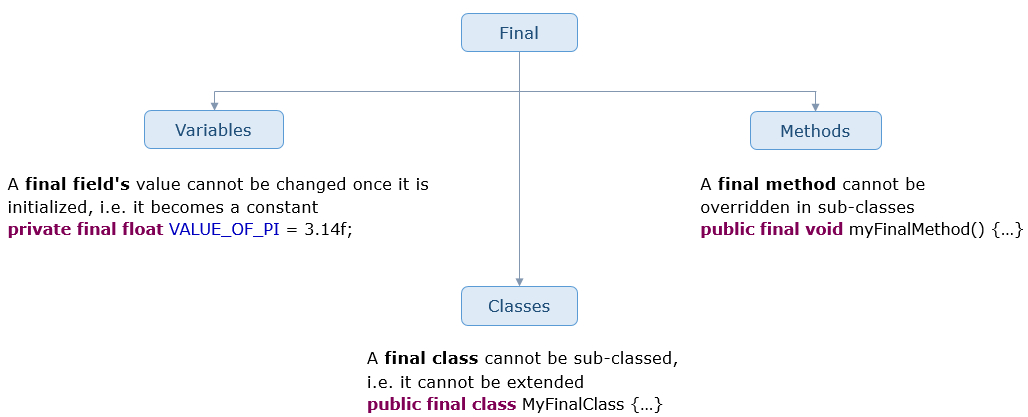 Final
Variables
Methods
A final field's value cannot be changed once it is
initialized, i.e. it becomes a constant
private final float VALUE_OF_PI = 3.14f;
A final method cannot be
overridden in sub-classes
public final void myFinalMethod() {…}
Classes
A final class cannot be sub-classed,
i.e. it cannot be extended
public final class MyFinalClass {…}